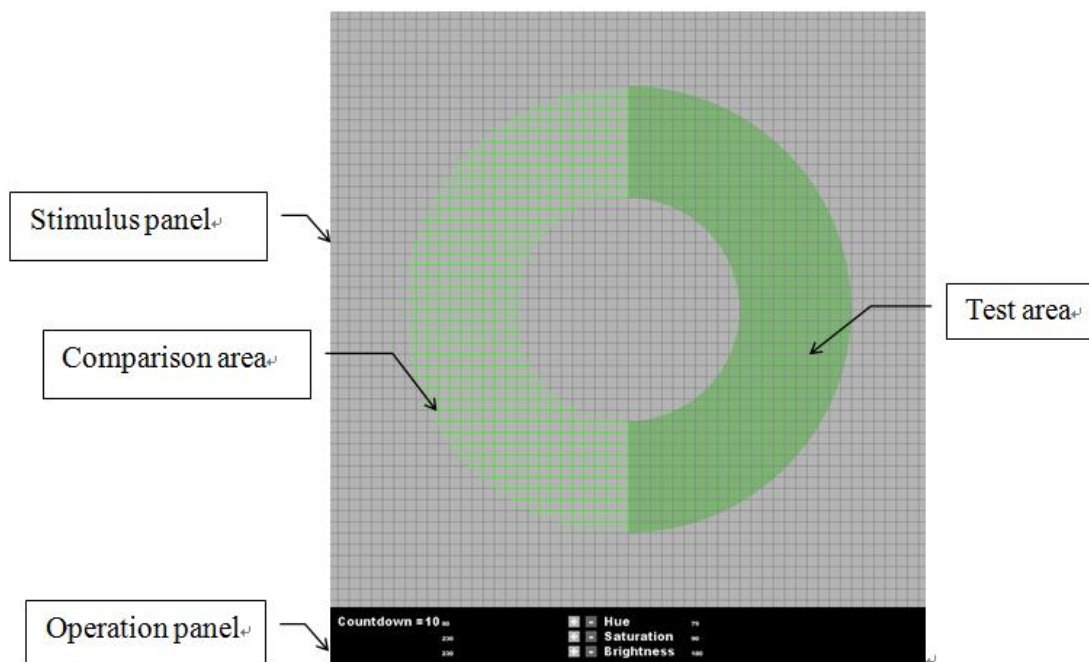 Stimulus panel
Test area
Comparison area
Operation panel
Countdown = 10 + - Hue
+ - Saturation
+ - Brightness